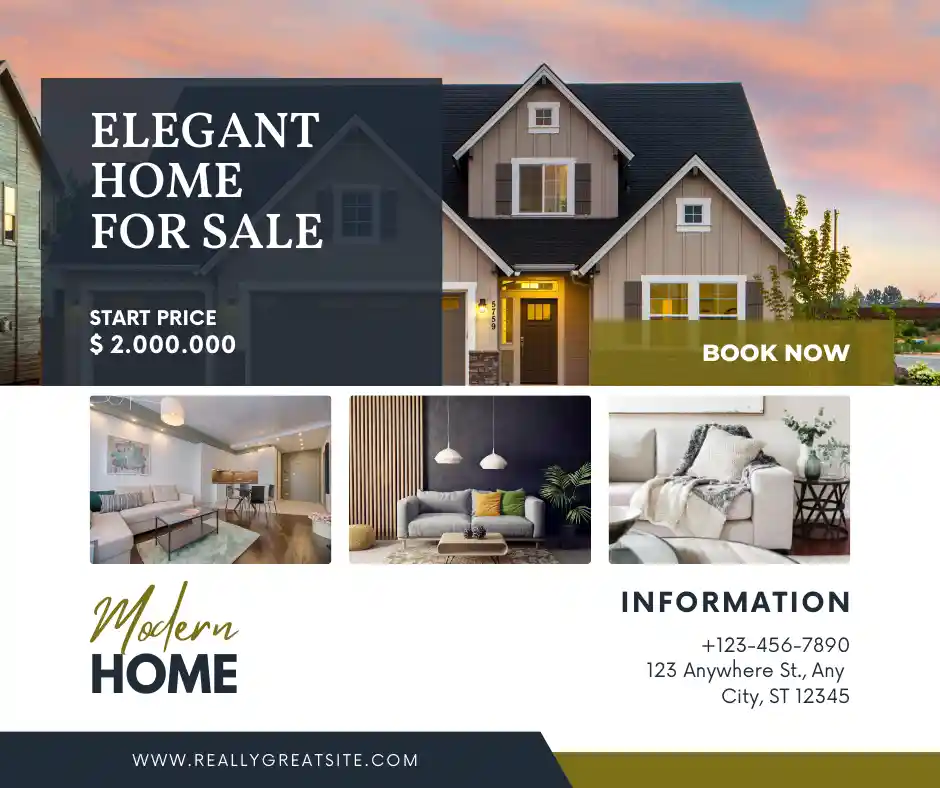 ELEGANT
HOME
FOR SALE
START PRICE
$ 2.000.000
5759
BOOK NOW
Modern
HOME
INFORMATION
+123-456-7890
123 Anywhere St., Any
City, ST 12345
WWW.REALLYGREATSITE.COM